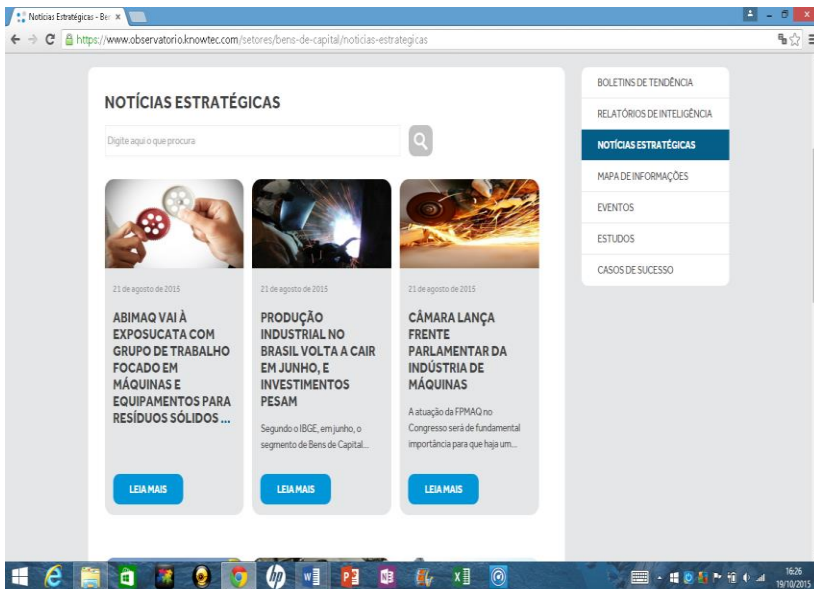 Notícias Estratégicas - Ben
https://www.observatorio.knowtec.com/setores/bens-de-capital/noticias-estrategicas
NOTÍCIAS ESTRATÉGICAS
Digite aqui o que procura
21 de agosto de 2015
ABIMAQ VAI À
EXPOSUCATA COM
GRUPO DE TRABALHO
FOCADO EM
MÁQUINAS E
EQUIPAMENTOS PARA
RESÍDUOS SÓLIDOS ...
LEIA MAIS
21 de agosto de 2015
PRODUÇÃO
INDUSTRIAL NO
BRASIL VOLTA A CAIR
EM JUNHO, E
INVESTIMENTOS
PESAM
Segundo o IBGE, em junho, o
segmento de Bens de Capital...
LEIA MAIS
21 de agosto de 2015
CÂMARA LANÇA
FRENTE
PARLAMENTAR DA
INDÚSTRIA DE
MÁQUINAS
A atuação da FPMAQ no
Congresso será de fundamental
importância para que haja um...
LEIA MAIS
BOLETINS DE TENDÊNCIA
RELATÓRIOS DE INTELIGÊNCIA
NOTÍCIAS ESTRATÉGICAS
MAPA DE INFORMAÇÕES
EVENTOS
ESTUDOS
CASOS DE SUCESSO
16:26
19/10/2015